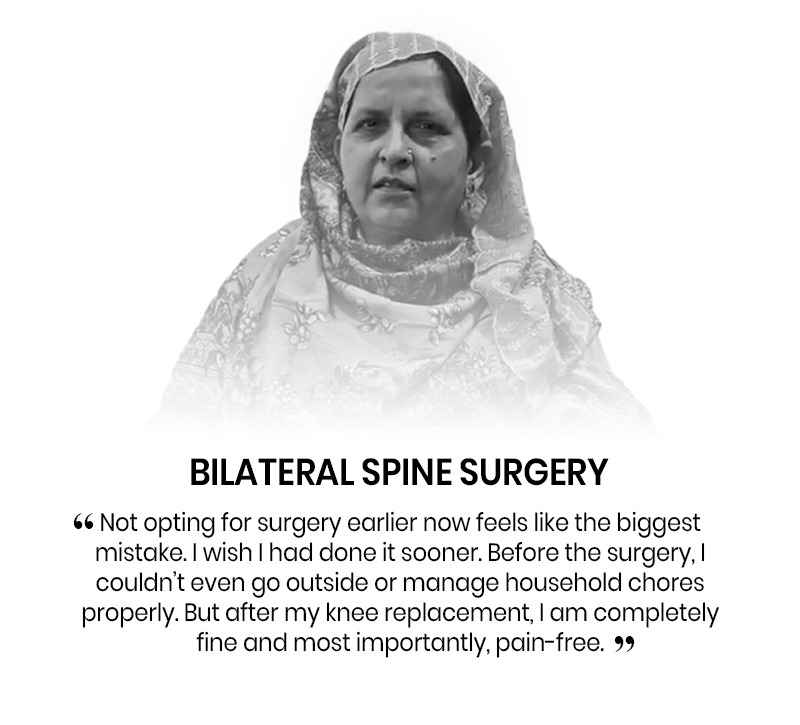 BILATERAL SPINE SURGERY
“ Not opting for surgery earlier now feels like the biggest
mistake. I wish I had done it sooner. Before the surgery, I
couldn’t even go outside or manage household chores
properly. But after my knee replacement, I am completely
fine and most importantly, pain-free. ”